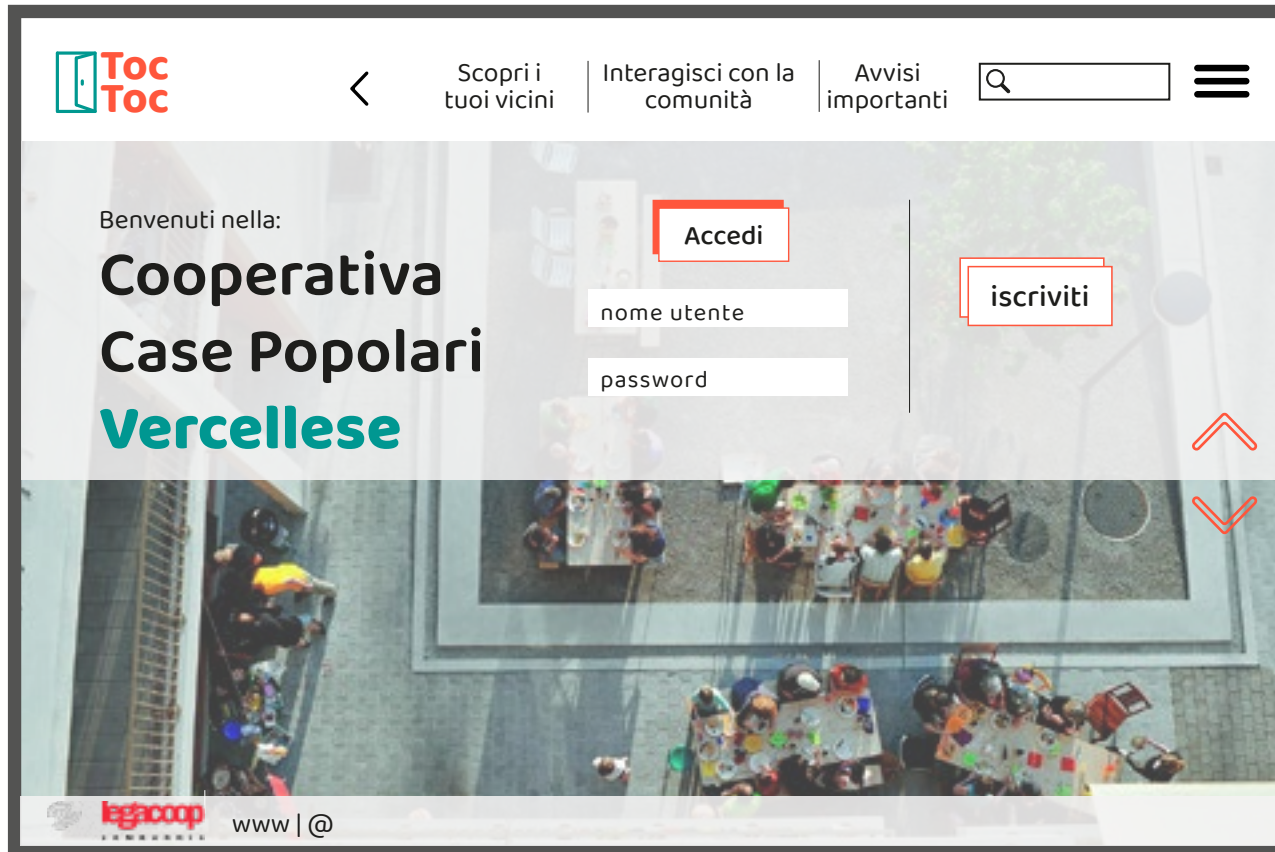 Toc
Toc
Scopri i
tuoi vicini
Interagisci con la
comunità
Avvisi
importanti
Benvenuti nella:
Cooperativa
Case Popolari
Vercellese
Accedi
nome utente
password
iscriviti
legacoop
www | @